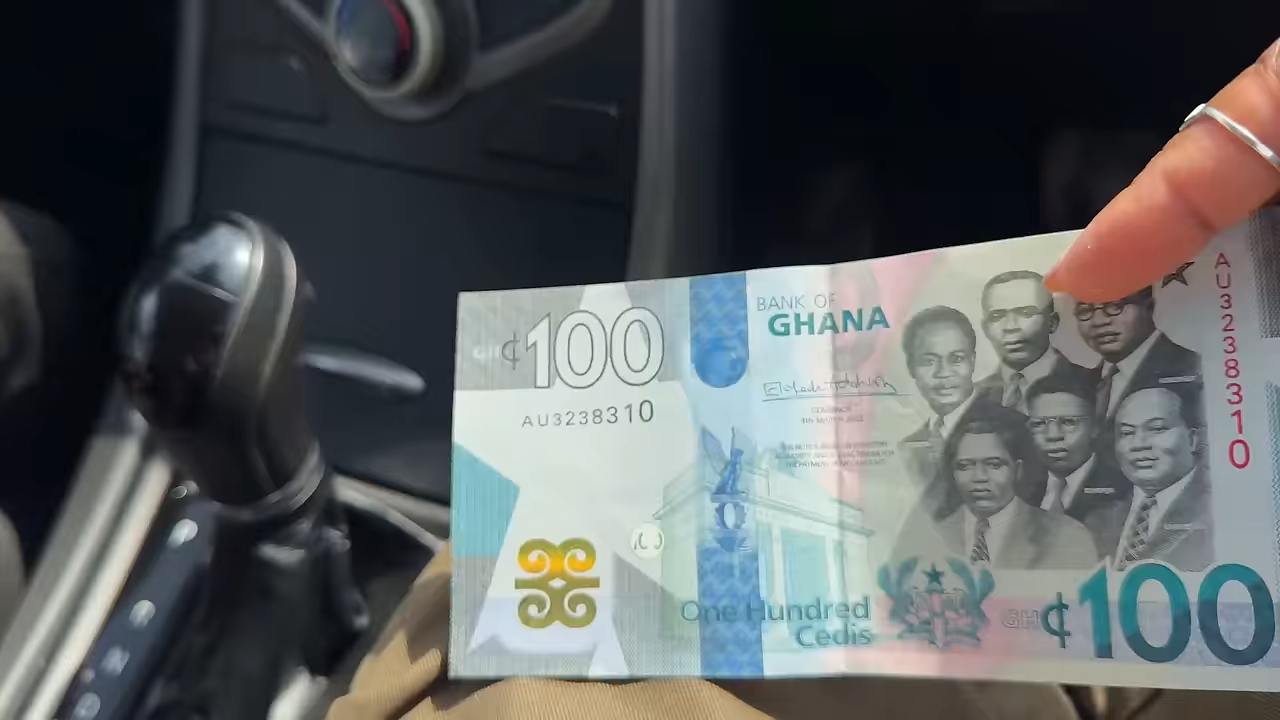 GH¢100
AU3238310
BANK OF
GHANA
GOVERNOR
One Hundred
Cedis
GH¢100
AU3238310
N
D